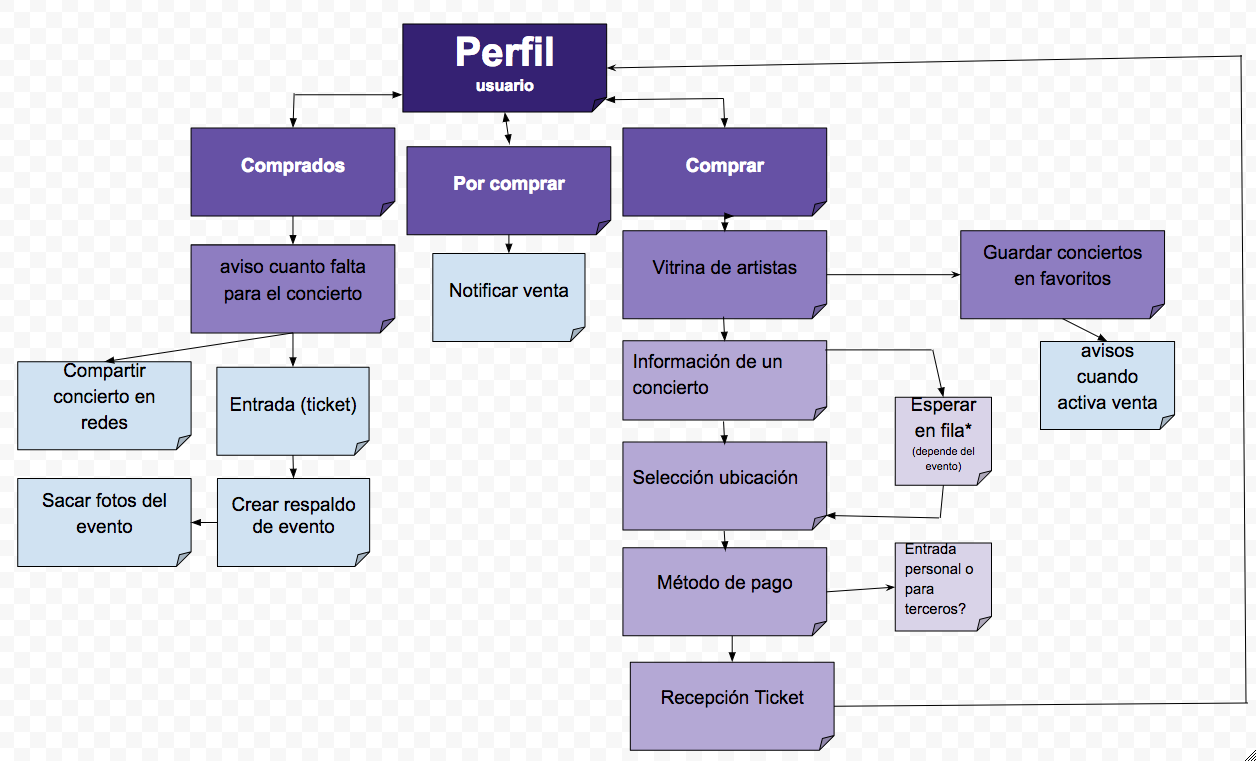 Perfil
usuario
Comprados
Por comprar
Comprar
aviso cuanto falta
para el concierto
Notificar venta
Vitrina de artistas
Guardar conciertos
en favoritos
Compartir
concierto en
redes
Entrada (ticket)
Información de un
concierto
avisos
cuando
activa venta
Esperar
en fila*
(depende del
evento)
Sacar fotos del
evento
Crear respaldo
de evento
Selección ubicación
Método de pago
Entrada
personal o
para
terceros?
Recepción Ticket